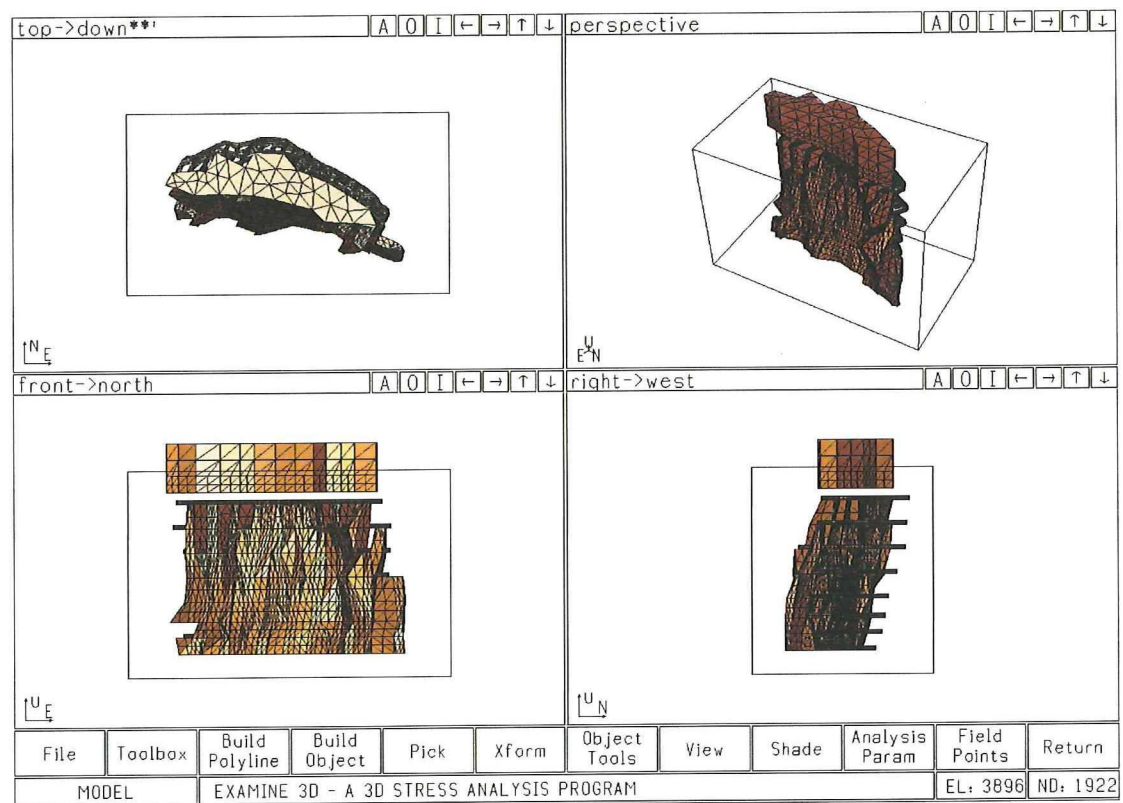 top->down**' A O I ← → ↑ ↓
perspective A O I ← → ↑ ↓
N E
U E N
front->north A O I ← → ↑ ↓
right->west A O I ← → ↑ ↓
U E
U N
File Toolbox Build Polyline Build Object Pick Xform Object Tools View Shade Analysis Param Field Points Return
MODEL EXAMINE 3D - A 3D STRESS ANALYSIS PROGRAM EL: 3896 ND: 1922